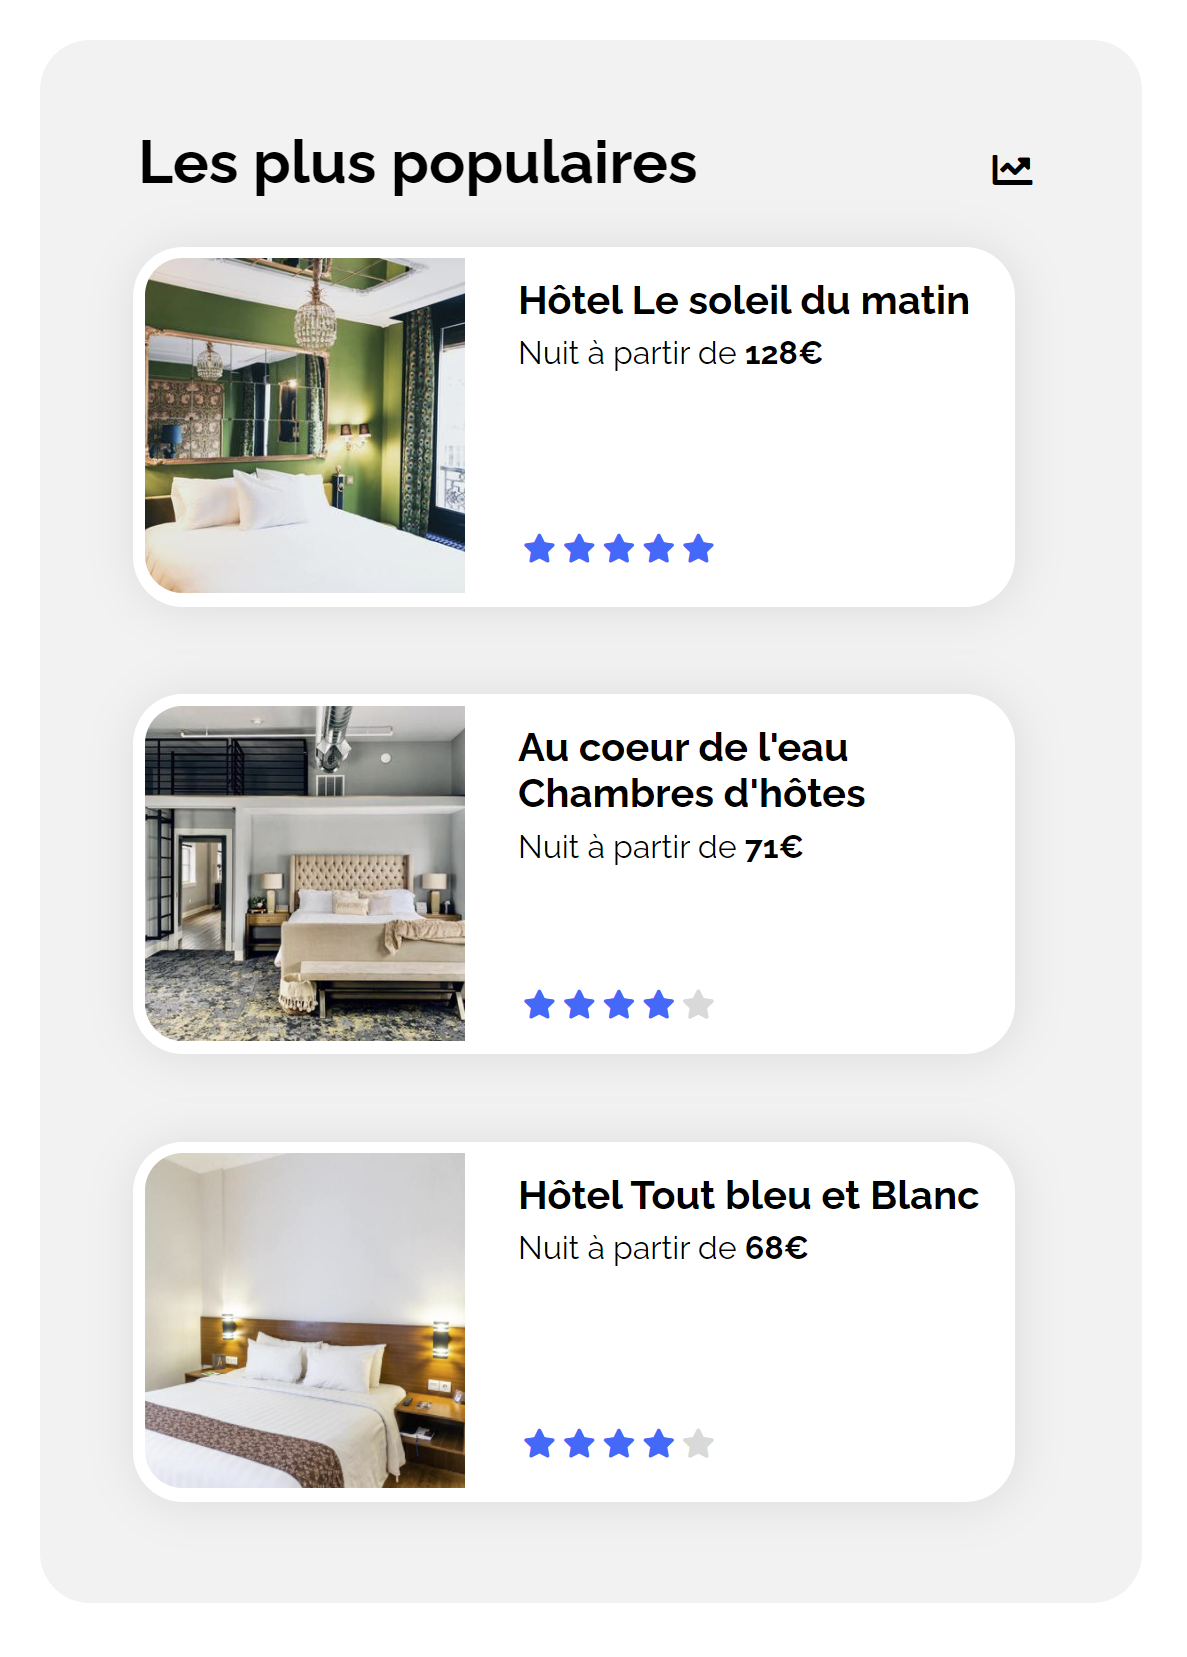 Les plus populaires
Hôtel Le soleil du matin
Nuit à partir de 128€
Au coeur de l'eau
Chambres d'hôtes
Nuit à partir de 71€
Hôtel Tout bleu et Blanc
Nuit à partir de 68€